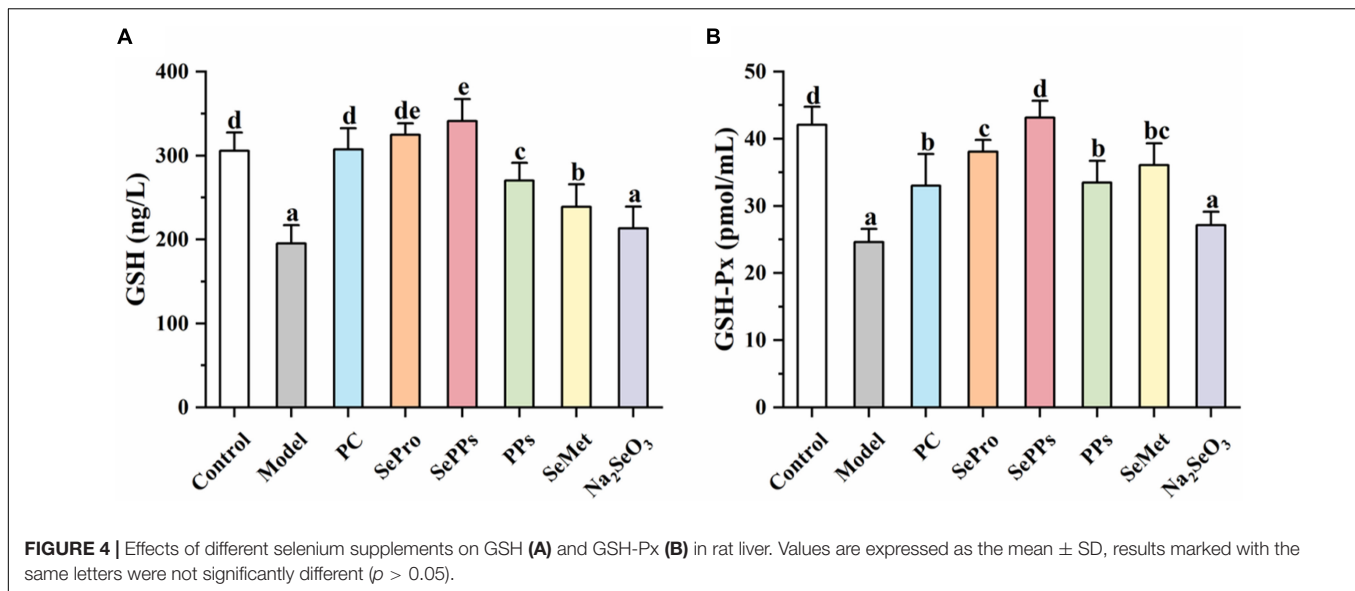 A
GSH (ng/L)
400
300
200
100
0
d
a
d
de
e
c
b
a
Control
Model
PC
SePro
SePPs
PPs
SeMet
Na₂SeO₃
B
GSH-Px (pmol/mL)
50
40
30
20
10
0
d
a
b
c
d
b
bc
a
Control
Model
PC
SePro
SePPs
PPs
SeMet
Na₂SeO₃
FIGURE 4 | Effects of different selenium supplements on GSH (A) and GSH-Px (B) in rat liver. Values are expressed as the mean ± SD, results marked with the
same letters were not significantly different (p > 0.05).